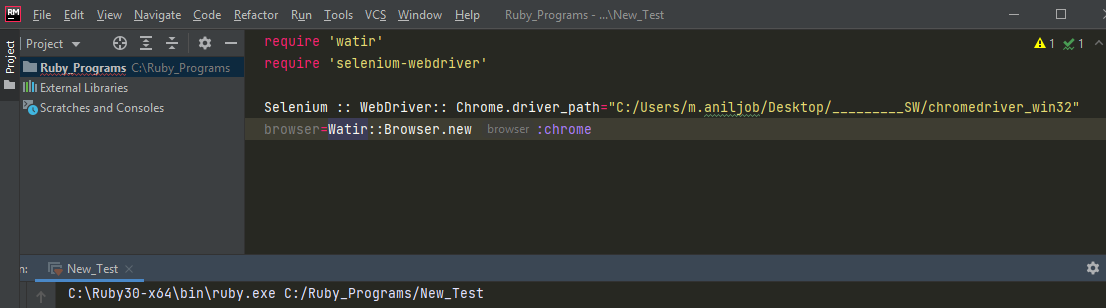 RM File Edit View Navigate Code Refactor Run Tools VCS Window Help Ruby_Programs - ...\New_Test
Project
Project
Ruby_Programs C:\Ruby_Programs
External Libraries
Scratches and Consoles
require 'watir'
require 'selenium-webdriver'
Selenium :: WebDriver:: Chrome.driver_path="C:/Users/m.aniljob/Desktop/_________SW/chromedriver_win32"
browser=Watir::Browser.new browser :chrome
1 1
n: New_Test
C:\Ruby30-x64\bin\ruby.exe C:/Ruby_Programs/New_Test